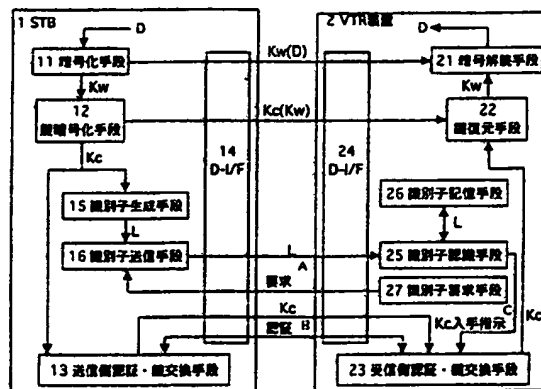 1 STB
2 VTR装置
D
D
11 暗号化手段
Kw(D)
21 暗号解読手段
Kw
Kw
12
鍵暗号化手段
Kc(Kw)
22
鍵復元手段
Kc
14
D-I/F
24
D-I/F
26 識別子記憶手段
15 識別子生成手段
L
L
16 識別子送信手段
L
A
25 識別子認識手段
要求
27 識別子要求手段
C
Kc
Kc入手指示
Kc
認証 B
13 送信側認証・鍵交換手段
23 受信側認証・鍵交換手段